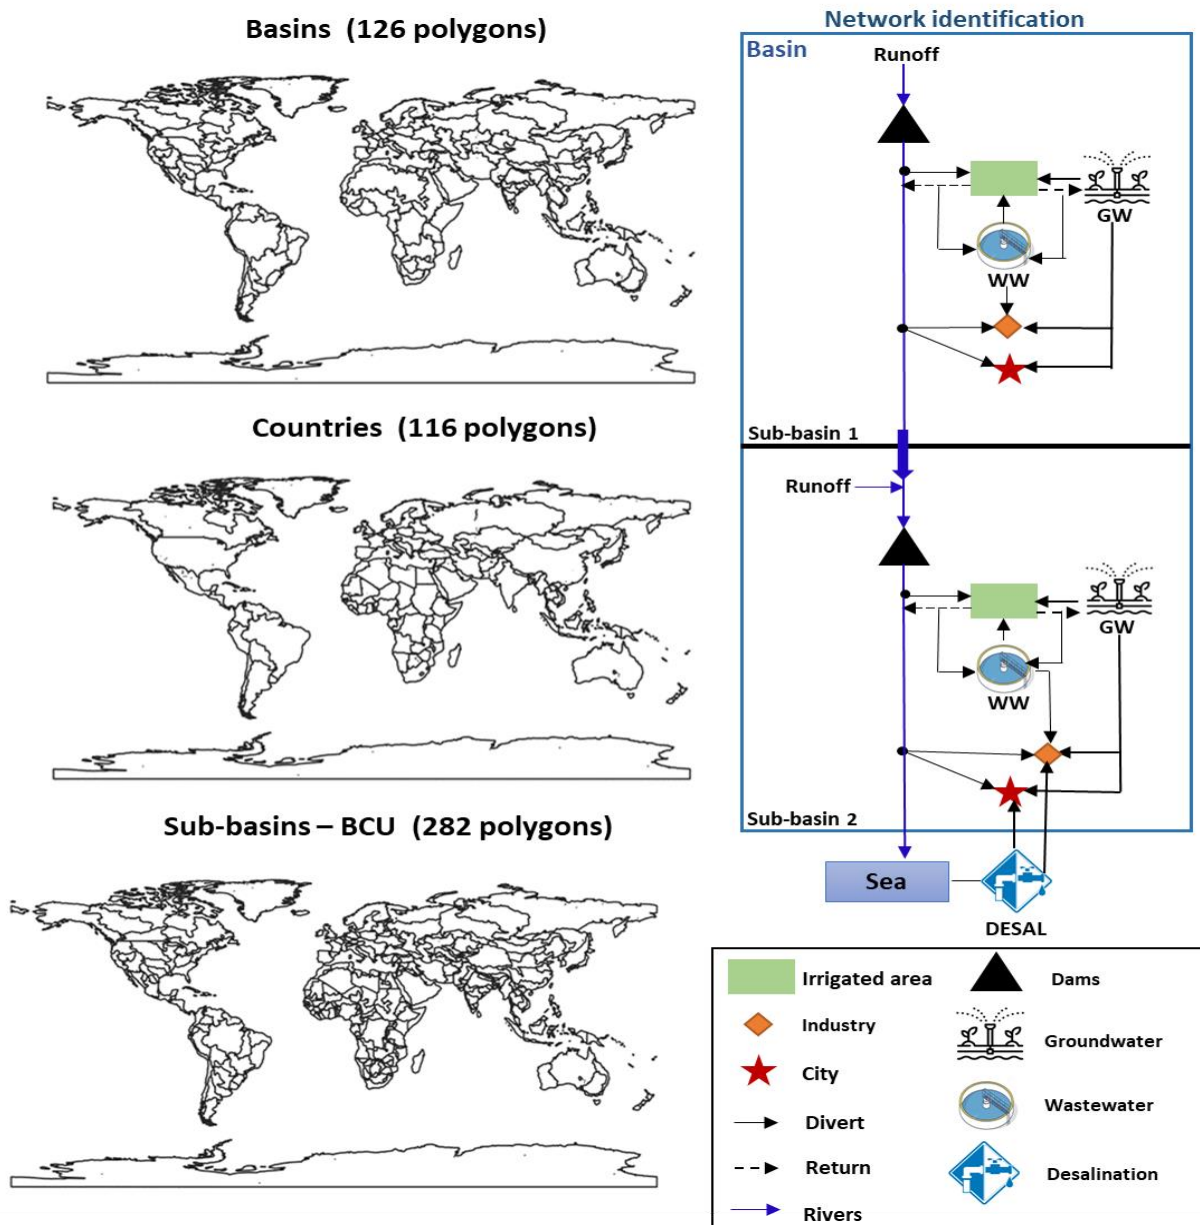 Basins (126 polygons)
Countries (116 polygons)
Sub-basins – BCU (282 polygons)
Network identification
Basin
Runoff
GW
WW
Sub-basin 1
Runoff
GW
WW
Sub-basin 2
Sea
DESAL
Irrigated area
Industry
City
Divert
Return
Rivers
Dams
Groundwater
Wastewater
Desalination